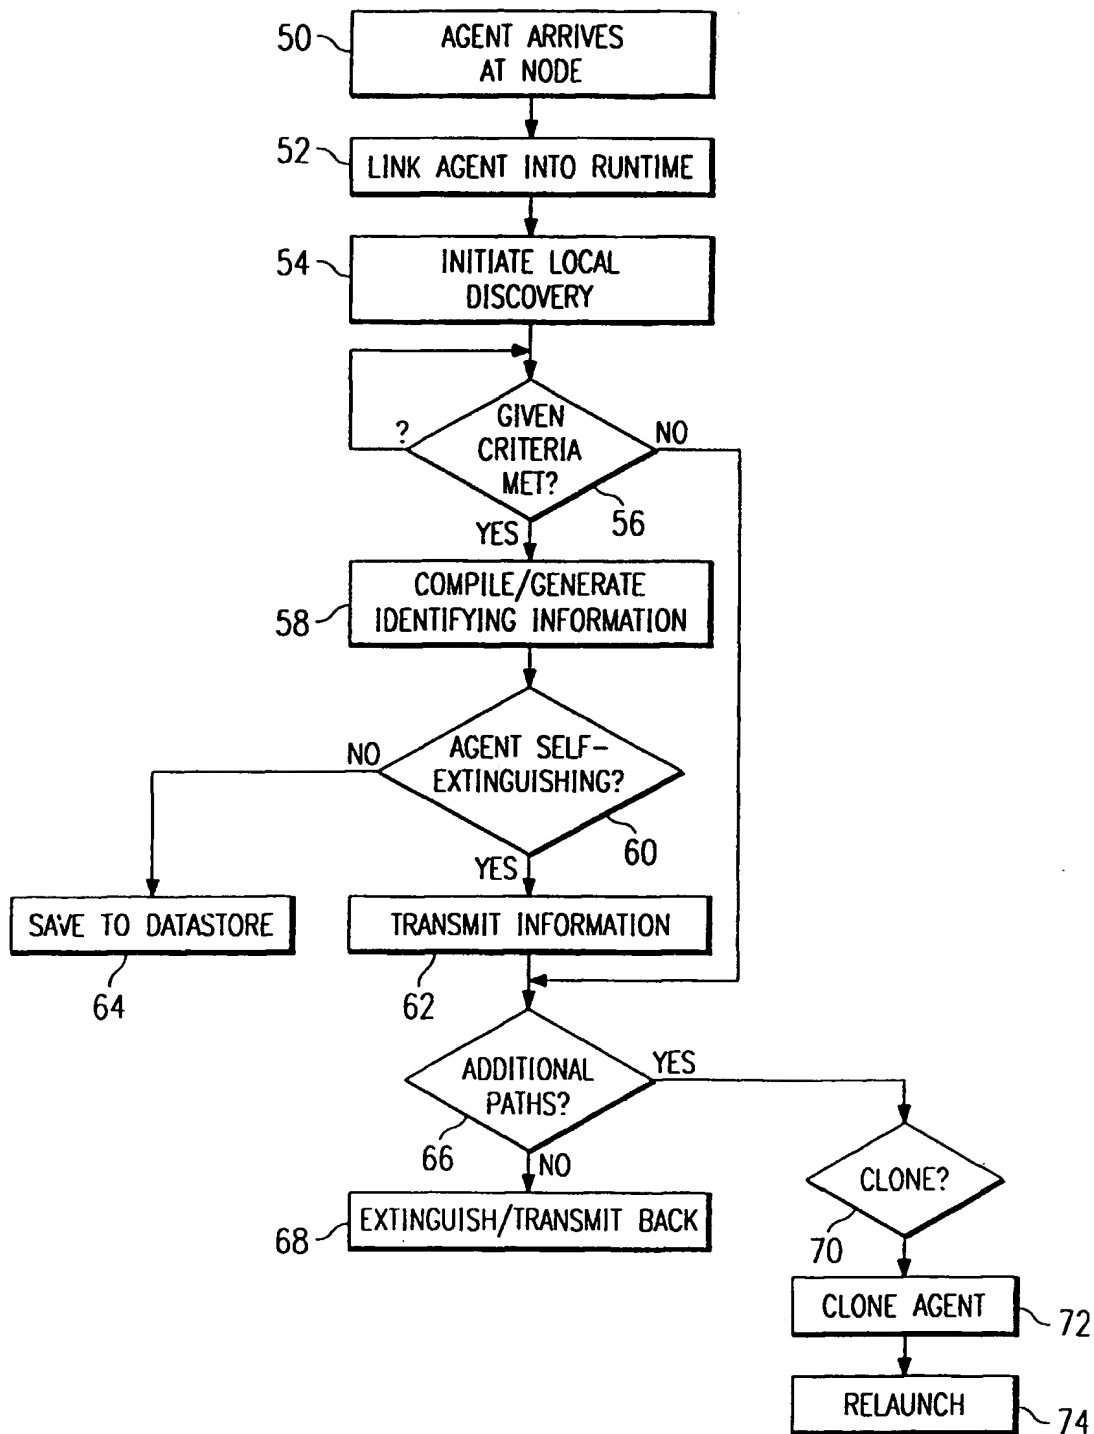 50
AGENT ARRIVES
AT NODE
52
LINK AGENT INTO RUNTIME
54
INITIATE LOCAL
DISCOVERY
?
GIVEN
CRITERIA
MET?
NO
56
YES
58
COMPILE/GENERATE
IDENTIFYING INFORMATION
NO
AGENT SELF-
EXTINGUISHING?
60
YES
SAVE TO DATASTORE
64
TRANSMIT INFORMATION
62
ADDITIONAL
PATHS?
YES
66
NO
68
EXTINGUISH/TRANSMIT BACK
CLONE?
70
CLONE AGENT
72
RELAUNCH
74